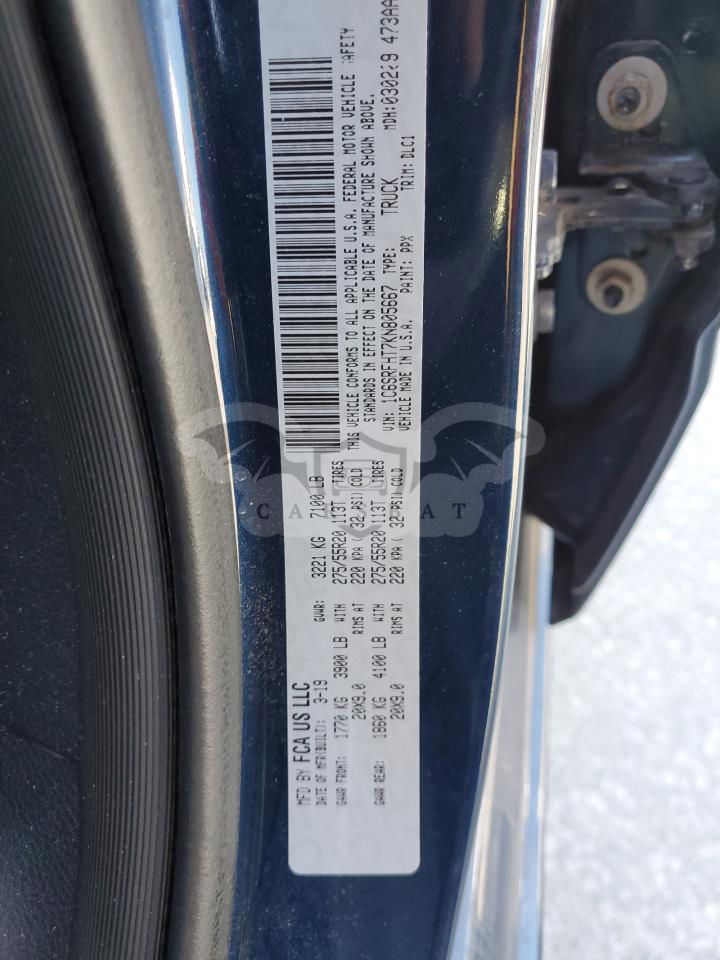 MFD BY FCA US LLC
DATE OF MFR(BUILT): 3-19 GVWR: 3221 KG 7100 LB
GAWR FRONT: 1770 KG 3900 LB WITH 275/55R20 113T TIRES
20X9.0 RIMS AT 220 KPA ( 32 PSI) COLD
GAWR REAR: 1860 KG 4100 LB WITH 275/55R20 113T TIRES
20X9.0 RIMS AT 220 KPA ( 32 PSI) COLD
THIS VEHICLE CONFORMS TO ALL APPLICABLE U.S.A. FEDERAL MOTOR VEHICLE SAFETY
STANDARDS IN EFFECT ON THE DATE OF MANUFACTURE SHOWN ABOVE.
VIN: 1C6SRFHT7KN805667 TYPE: TRUCK MDH: 473AA
VEHICLE MADE IN U.S.A. PAINT: PPX TRIM: DLC1